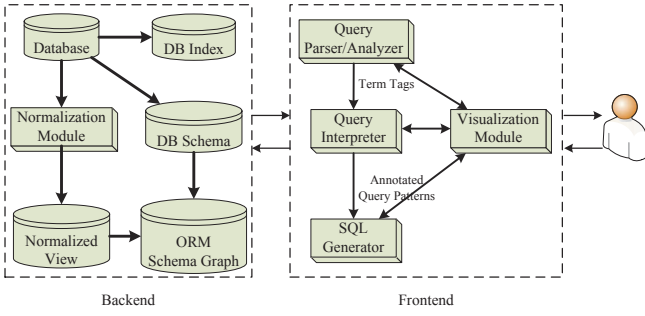 Database
DB Index
Normalization
Module
DB Schema
Normalized
View
ORM
Schema Graph
Backend
Query
Parser/Analyzer
Term Tags
Query
Interpreter
Visualization
Module
Annotated
Query Patterns
SQL
Generator
Frontend